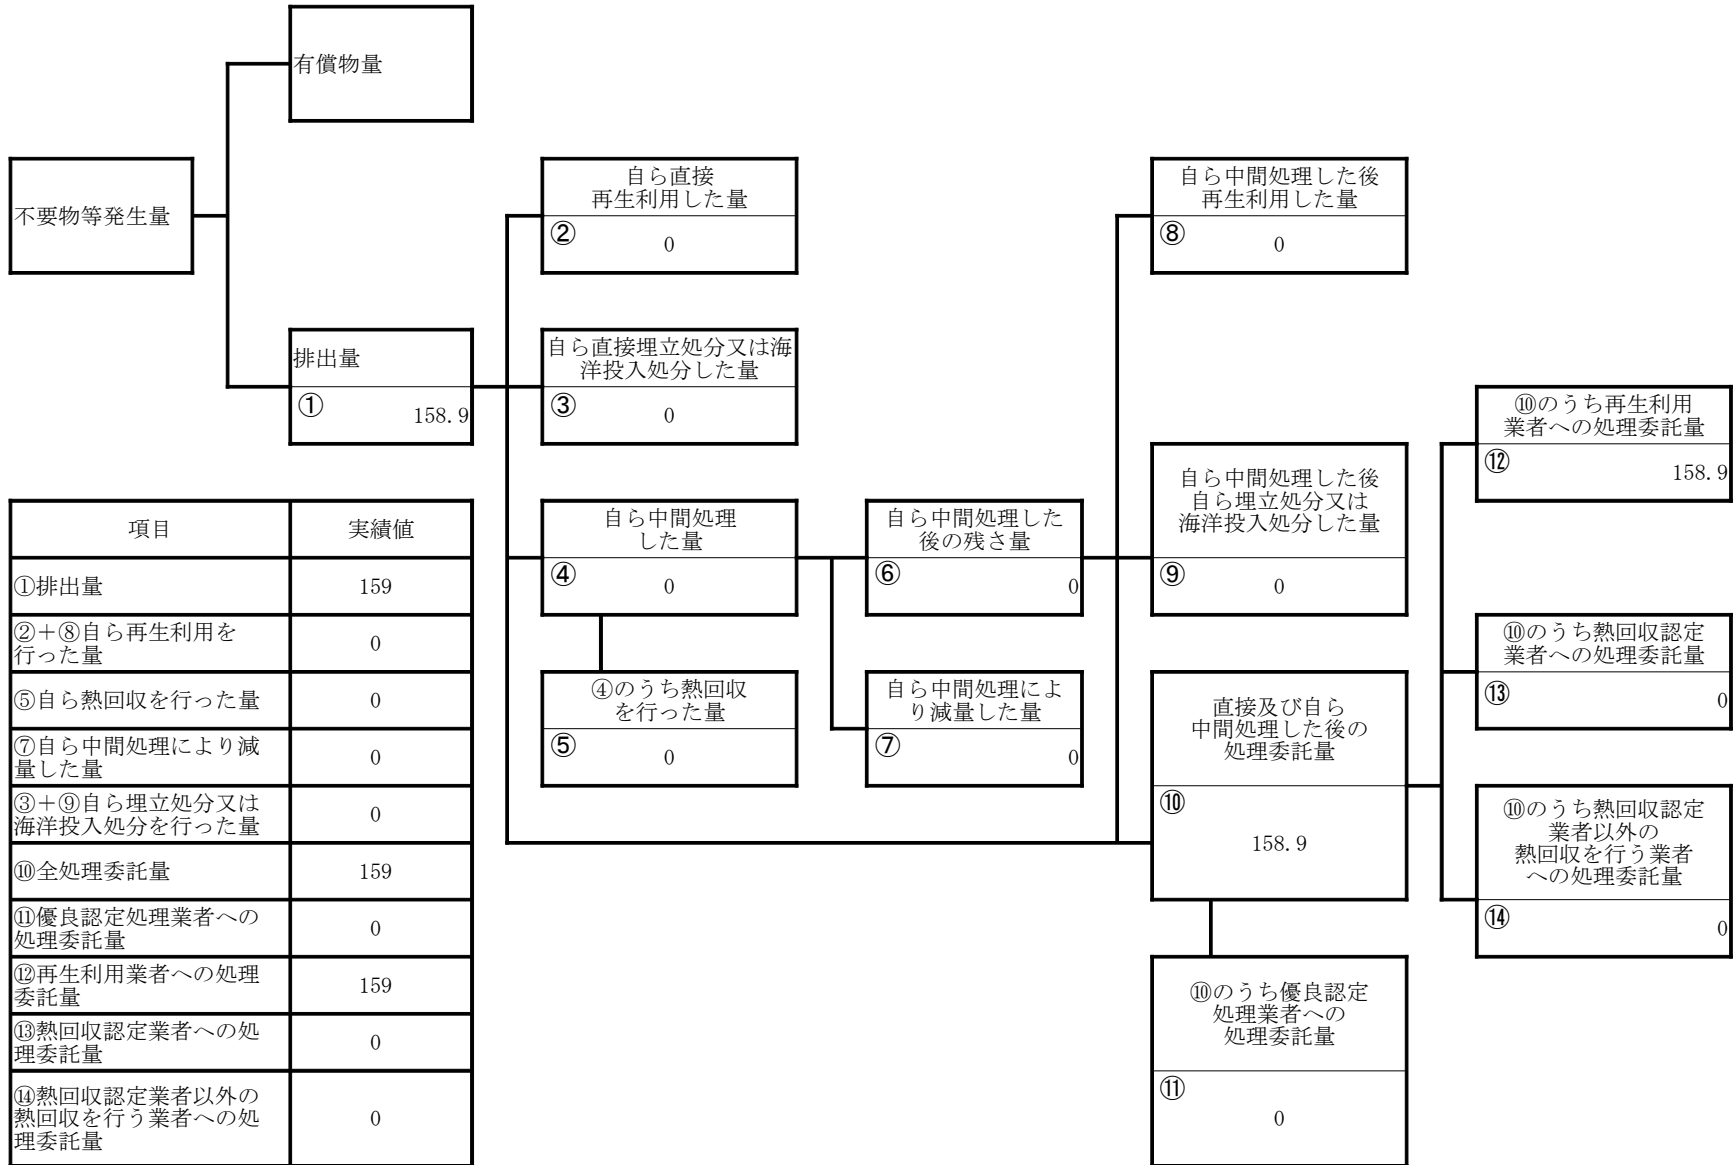 有償物量
不要物等発生量
自ら直接
再生利用した量
②
0
自ら中間処理した後
再生利用した量
⑧
0
排出量
①
158.9
自ら直接埋立処分又は海
洋投入処分した量
③
0
⑩のうち再生利用
業者への処理委託量
⑫
158.9
自ら中間処理した後
自ら埋立処分又は
海洋投入処分した量
⑨
0
自ら中間処理
した量
④
0
自ら中間処理した
後の残さ量
⑥
0
⑩のうち熱回収認定
業者への処理委託量
⑬
0
④のうち熱回収
を行った量
⑤
0
自ら中間処理によ
り減量した量
⑦
0
直接及び自ら
中間処理した後の
処理委託量
⑩
158.9
⑩のうち熱回収認定
業者以外の
熱回収を行う業者
への処理委託量
⑭
0
⑩のうち優良認定
処理業者への
処理委託量
⑪
0
項目 実績値
①排出量 159
②+⑧自ら再生利用を
行った量 0
⑤自ら熱回収を行った量 0
⑦自ら中間処理により減
量した量 0
③+⑨自ら埋立処分又は
海洋投入処分を行った量 0
⑩全処理委託量 159
⑪優良認定処理業者への
処理委託量 0
⑫再生利用業者への処理
委託量 159
⑬熱回収認定業者への処
理委託量 0
⑭熱回収認定業者以外の
熱回収を行う業者への処
理委託量 0